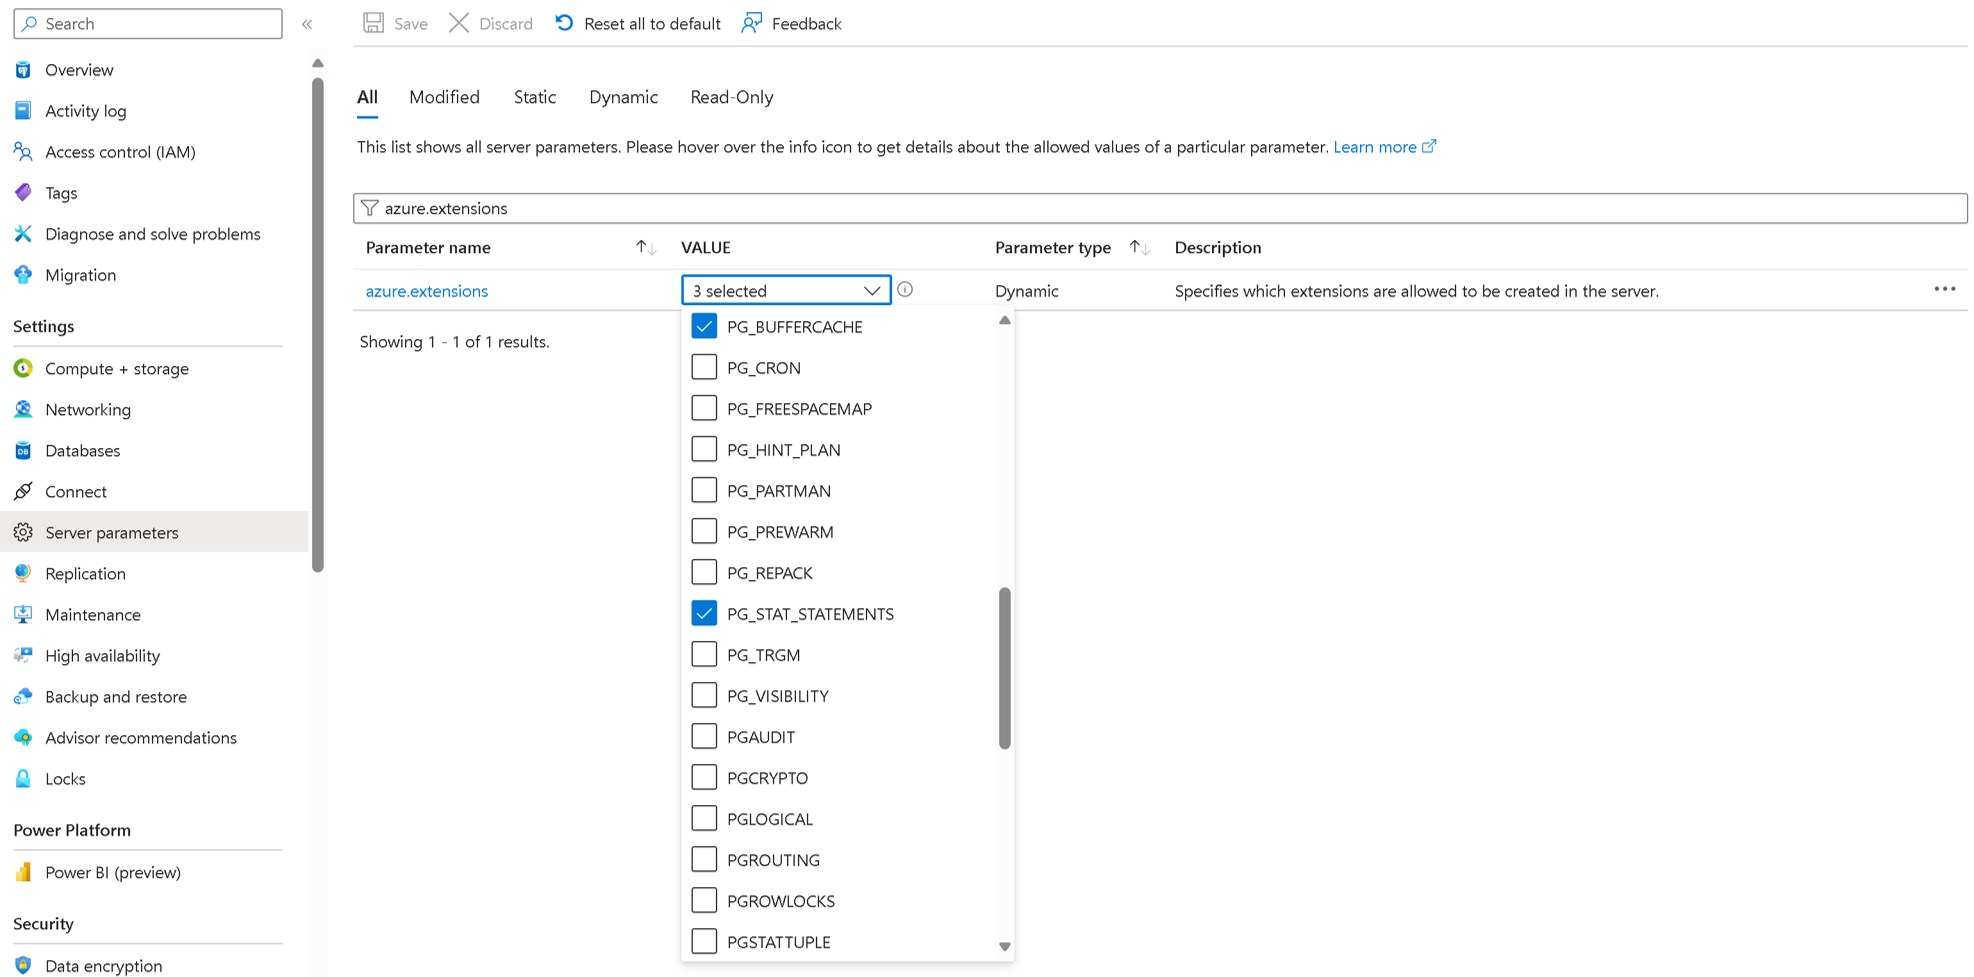 Search
«
Overview
Activity log
Access control (IAM)
Tags
Diagnose and solve problems
Migration
Settings
Compute + storage
Networking
Databases
Connect
Server parameters
Replication
Maintenance
High availability
Backup and restore
Advisor recommendations
Locks
Power Platform
Power BI (preview)
Security
Data encryption
Save Discard Reset all to default Feedback
All Modified Static Dynamic Read-Only
This list shows all server parameters. Please hover over the info icon to get details about the allowed values of a particular parameter. Learn more
azure.extensions
Parameter name VALUE Parameter type Description
azure.extensions 3 selected Dynamic Specifies which extensions are allowed to be created in the server.
Showing 1 - 1 of 1 results.
PG_BUFFERCACHE
PG_CRON
PG_FREESPACEMAP
PG_HINT_PLAN
PG_PARTMAN
PG_PREWARM
PG_REPACK
PG_STAT_STATEMENTS
PG_TRGM
PG_VISIBILITY
PGAUDIT
PGCRYPTO
PGLOGICAL
PGROUTING
PGROWLOCKS
PGSTATTUPLE